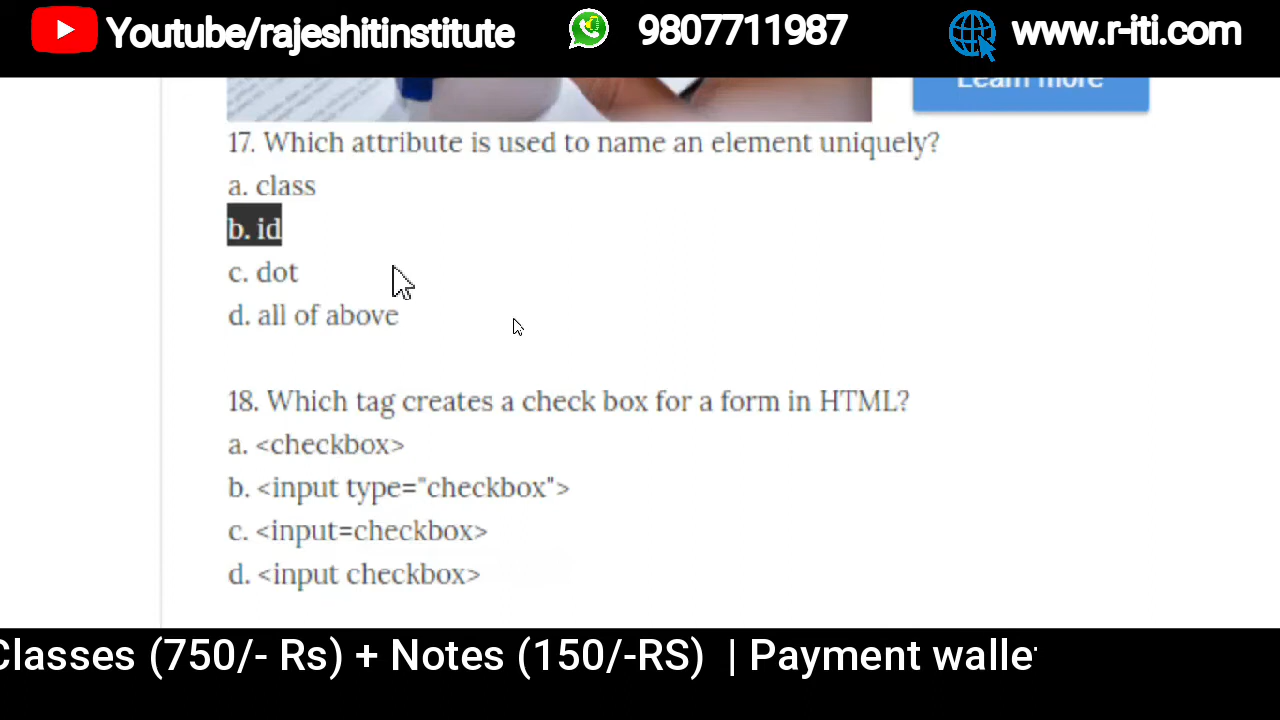 Youtube/rajeshitinstitute 9807711987 www.r-iti.com
Learn more
17. Which attribute is used to name an element uniquely?
a. class
b. id
c. dot
d. all of above
18. Which tag creates a check box for a form in HTML?
a. <checkbox>
b. <input type="checkbox">
c. <input=checkbox>
d. <input checkbox>
Classes (750/- Rs) + Notes (150/-RS) | Payment walle